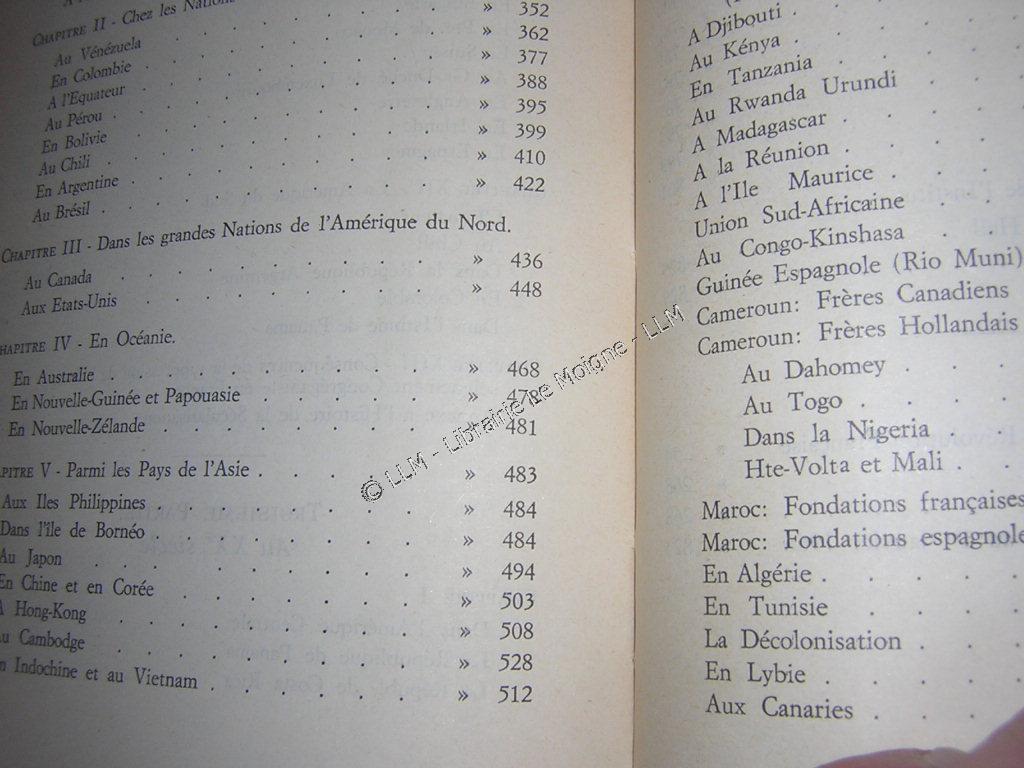 CHAPITRE II - Chez les Nations
Au Vénézuela . . . . . . . » 352
En Colombie . . . . . . . » 362
A l'Equateur . . . . . . . » 377
Au Pérou . . . . . . . » 388
En Bolivie . . . . . . . » 395
Au Chili . . . . . . . » 399
En Argentine . . . . . . . » 410
Au Brésil . . . . . . . » 422
CHAPITRE III - Dans les grandes Nations de l'Amérique du Nord.
Au Canada . . . . . . . » 436
Aux Etats-Unis . . . . . . . » 448
HAPITRE IV - En Océanie.
En Australie . . . . . . . » 468
En Nouvelle-Guinée et Papouasie . . . . » 478
En Nouvelle-Zélande . . . . . . » 481
PITRE V - Parmi les Pays de l'Asie . . . . . » 483
Aux Iles Philippines . . . . . . » 484
Dans l'île de Bornéo . . . . . . » 484
Au Japon . . . . . . . » 494
En Chine et en Corée . . . . . . » 503
A Hong-Kong . . . . . . . » 508
u Cambodge . . . . . . . » 528
n Indochine et au Vietnam . . . . . » 512
A Djibouti .
Au Kénya .
En Tanzania
Au Rwanda Urundi
A Madagascar .
A la Réunion .
A l'Ile Maurice . .
Union Sud-Africaine
Au Congo-Kinshasa .
Guinée Espagnole (Rio Muni)
Cameroun: Frères Canadiens
Cameroun: Frères Hollandais
Au Dahomey .
Au Togo .
Dans la Nigeria
Hte-Volta et Mali .
Maroc: Fondations françaises
Maroc: Fondations espagnole
En Algérie . . . .
En Tunisie . . .
La Décolonisation . .
En Lybie . . . .
Aux Canaries . . .
© LLM - Librairie Le Moigne - LLM